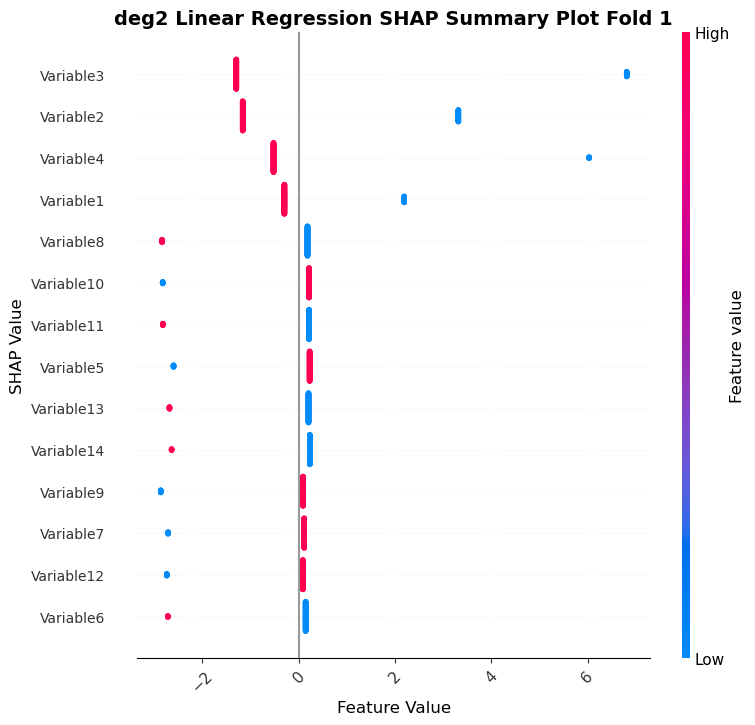 deg2 Linear Regression SHAP Summary Plot Fold 1
High
Variable3
Variable2
Variable4
Variable1
Variable8
Variable10
Variable11
Variable5
Variable13
Variable14
Variable9
Variable7
Variable12
Variable6
SHAP Value
Feature value
Low
−2
0
2
4
6
Feature Value